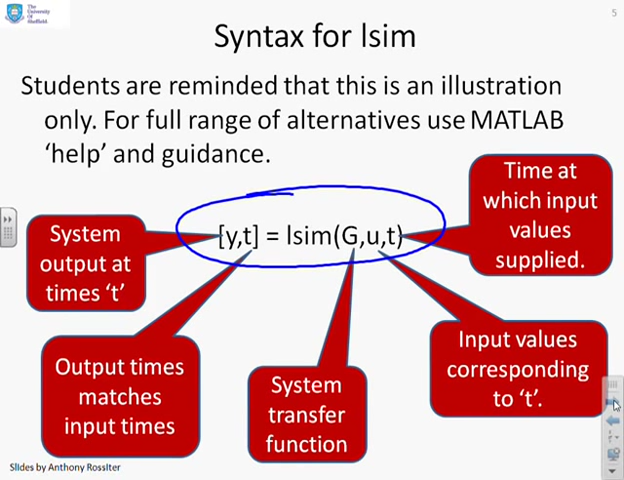 The
University
Of
Sheffield
5
Syntax for lsim
Students are reminded that this is an illustration
only. For full range of alternatives use MATLAB
‘help’ and guidance.
Time at
which input
values
supplied.
System
output at
times ‘t’
[y,t] = lsim(G,u,t)
Output times
matches
input times
System
transfer
function
Input values
corresponding
to ‘t’.
Slides by Anthony Rossiter